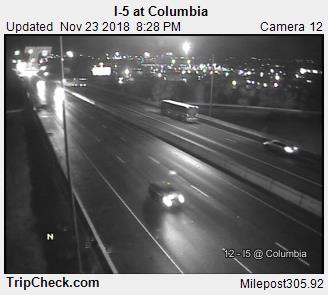 I-5 at Columbia
Updated Nov 23 2018 8:28 PM Camera 12
N
12 - I5 @ Columbia
TripCheck.com Milepost305.92